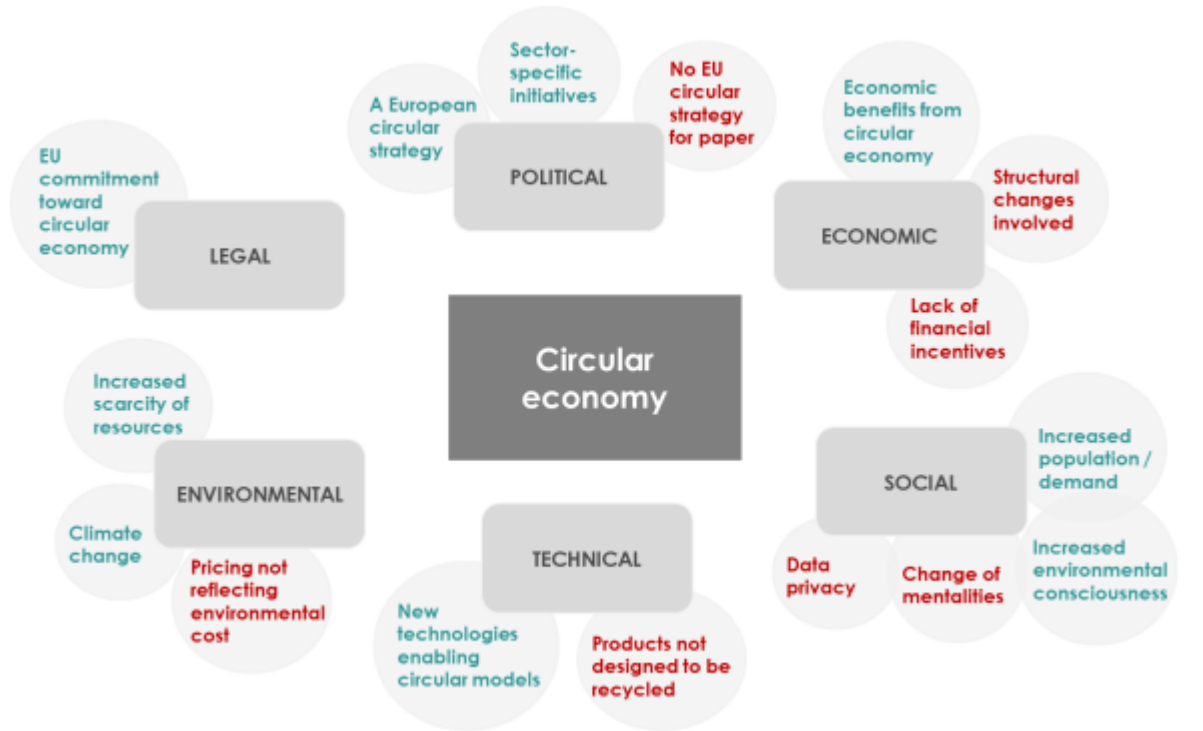 Sector-
specific
initiatives
A European
circular
strategy
No EU
circular
strategy
for paper
POLITICAL
Economic
benefits from
circular
economy
Structural
changes
involved
ECONOMIC
Lack of
financial
incentives
EU
commitment
toward
circular
economy
LEGAL
Circular
economy
Increased
scarcity of
resources
ENVIRONMENTAL
Climate
change
Pricing not
reflecting
environmental
cost
TECHNICAL
New
technologies
enabling
circular models
Products not
designed to be
recycled
SOCIAL
Increased
population /
demand
Data
privacy
Change of
mentalities
Increased
environmental
consciousness